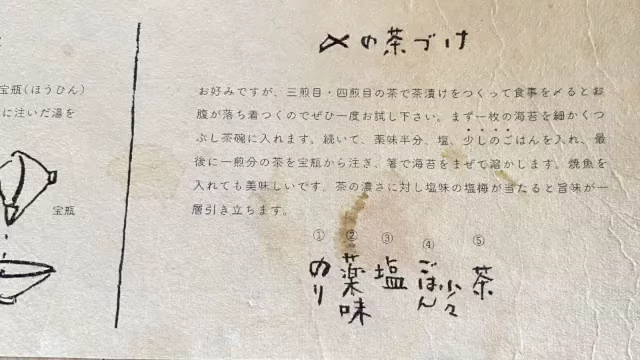 宝瓶(ほうひん)
に注いだ湯を
宝瓶
〆の茶づけ
お好みですが、三煎目・四煎目の茶で茶漬けをつくって食事を〆るとお
腹が落ち着つくのでぜひ一度お試し下さい。まず一枚の海苔を細かくつ
ぶし茶碗に入れます。続いて、薬味半分、塩、少しのごはんを入れ、最
後に一煎分の茶を宝瓶から注ぎ、箸で海苔をまぜて溶かします。焼魚を
入れても美味しいです。茶の濃さに対し塩味の塩梅が当たると旨味が一
層引き立ちます。
① ② ③ ④ ⑤
のり
薬味
塩
ごはん
少々
茶